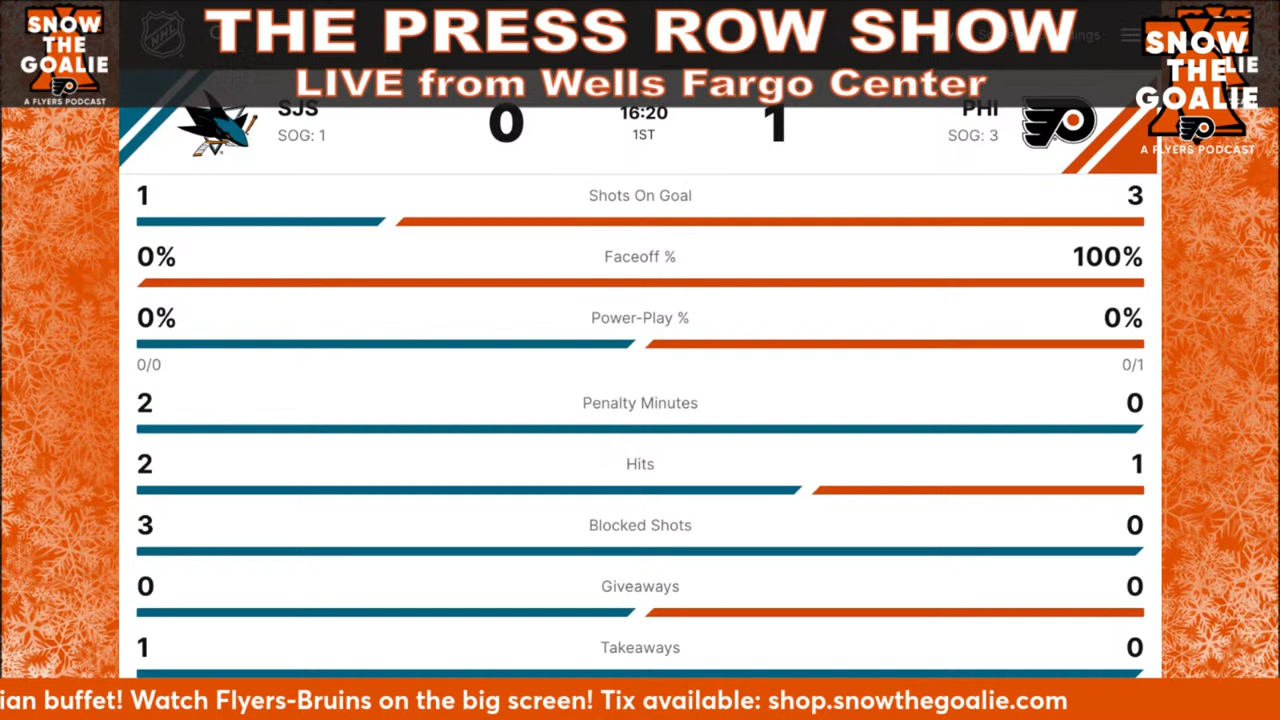 SNOW
THE
GOALIE
A FLYERS PODCAST
THE PRESS ROW SHOW
LIVE from Wells Fargo Center
SNOW
THE
GOALIE
A FLYERS PODCAST
NHL
SJS
SOG: 1
0
16:20
1ST
1
PHI
SOG: 3
1 Shots On Goal 3
0% Faceoff % 100%
0% Power-Play % 0%
0/0 0/1
2 Penalty Minutes 0
2 Hits 1
3 Blocked Shots 0
0 Giveaways 0
1 Takeaways 0
ian buffet! Watch Flyers-Bruins on the big screen! Tix available: shop.snowthegoalie.com